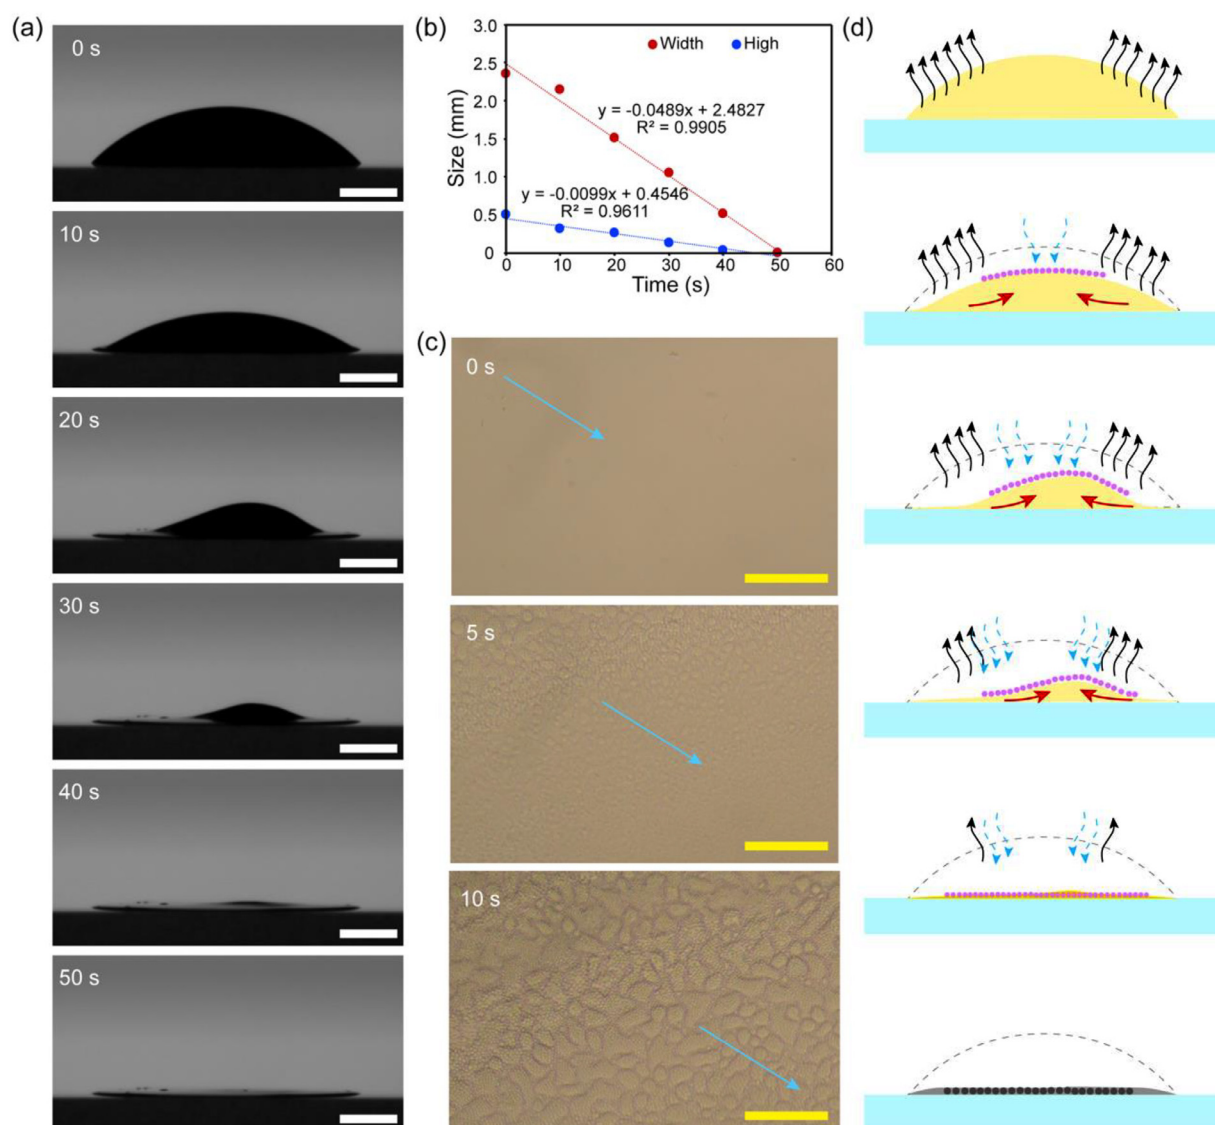 (a)
0 s
10 s
20 s
30 s
40 s
50 s
(b)
3.0
2.5
2.0
1.5
1.0
0.5
0
Size (mm)
Width
High
y = -0.0489x + 2.4827
R² = 0.9905
y = -0.0099x + 0.4546
R² = 0.9611
0 10 20 30 40 50 60
Time (s)
(c)
0 s
5 s
10 s
(d)